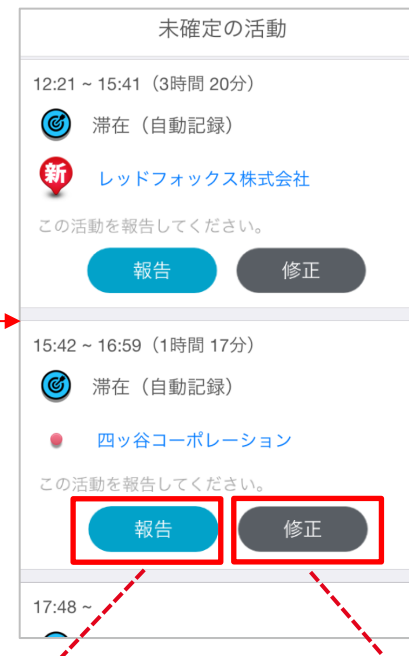 未確定の活動
12:21 ~ 15:41（3時間 20分）
滞在（自動記録）
新
レッドフォックス株式会社
この活動を報告してください。
報告 修正
15:42 ~ 16:59（1時間 17分）
滞在（自動記録）
四ッ谷コーポレーション
この活動を報告してください。
報告 修正
17:48 ~